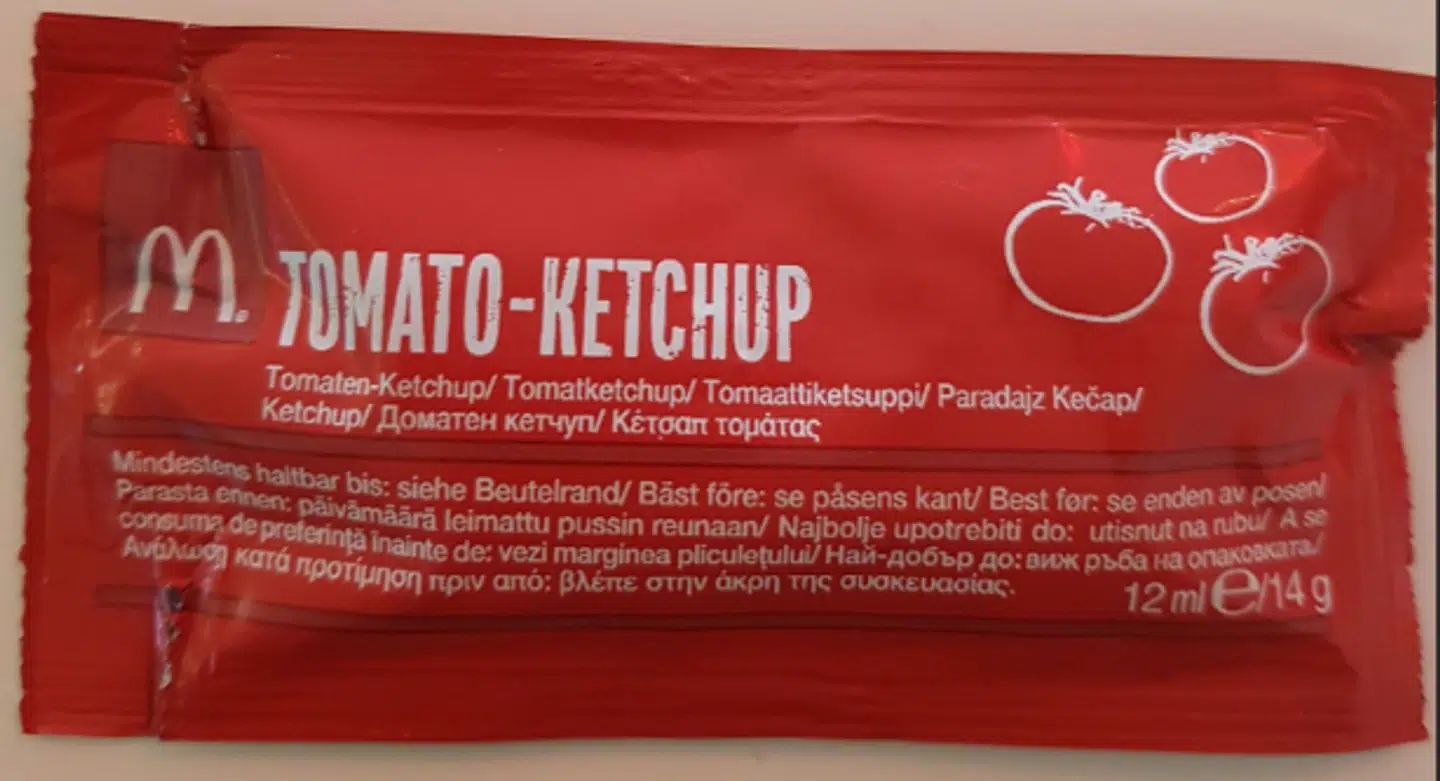 M
TOMATO-KETCHUP
Tomaten-Ketchup/ Tomatketchup/ Tomaattiketsuppi/ Paradajz Kečap/
Ketchup/ Доматен кетчуп/ Κέτσαπ τομάτας
Mindestens haltbar bis: siehe Beutelrand/ Bäst före: se påsens kant/ Best før: se enden av posen/
Parasta ennen: päivämäärä leimattu pussin reunaan/ Najbolje upotrebiti do: utisnut na rubu/ A se
consuma de preferinţă înainte de: vezi marginea pliculeţului/ Най-добър до: виж ръба на опаковката/
Ανάλωση κατά προτίμηση πριν από: βλέπε στην άκρη της συσκευασίας.
12 ml e/14 g